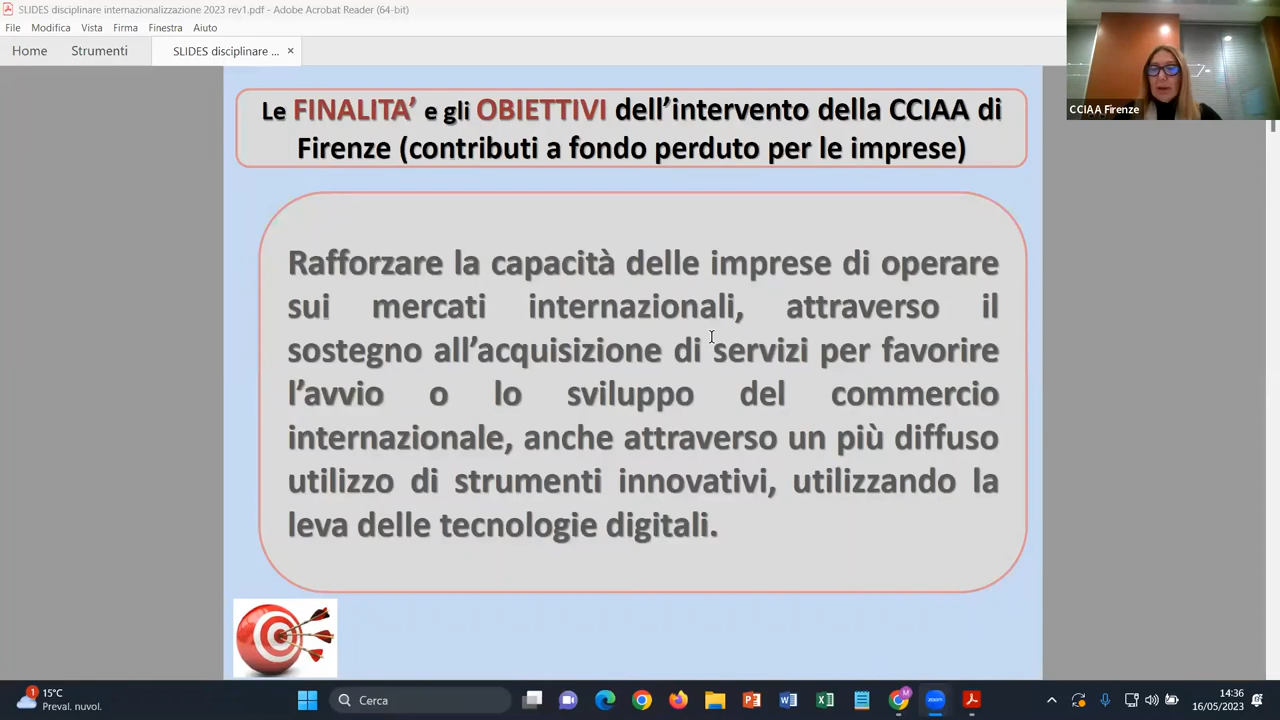 SLIDES disciplinare internazionalizzazione 2023 rev1.pdf - Adobe Acrobat Reader (64-bit)
File Modifica Vista Firma Finestra Aiuto
Home Strumenti SLIDES disciplinare ... ×
Le FINALITA’ e gli OBIETTIVI dell’intervento della CCIAA di
Firenze (contributi a fondo perduto per le imprese)
CCIAA Firenze
Rafforzare la capacità delle imprese di operare
sui mercati internazionali, attraverso il
sostegno all’acquisizione di servizi per favorire
l’avvio o lo sviluppo del commercio
internazionale, anche attraverso un più diffuso
utilizzo di strumenti innovativi, utilizzando la
leva delle tecnologie digitali.
1
15°C
Preval. nuvol.
Cerca
14:36
16/05/2023